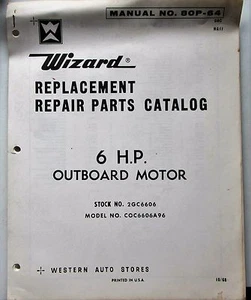 MANUAL NO. 80P-64
Wizard®
REPLACEMENT
REPAIR PARTS CATALOG
6 H.P.
OUTBOARD MOTOR
STOCK NO. 2GC6606
MODEL NO. COC6606A96
WESTERN AUTO STORES
PRINTED IN U.S.A.